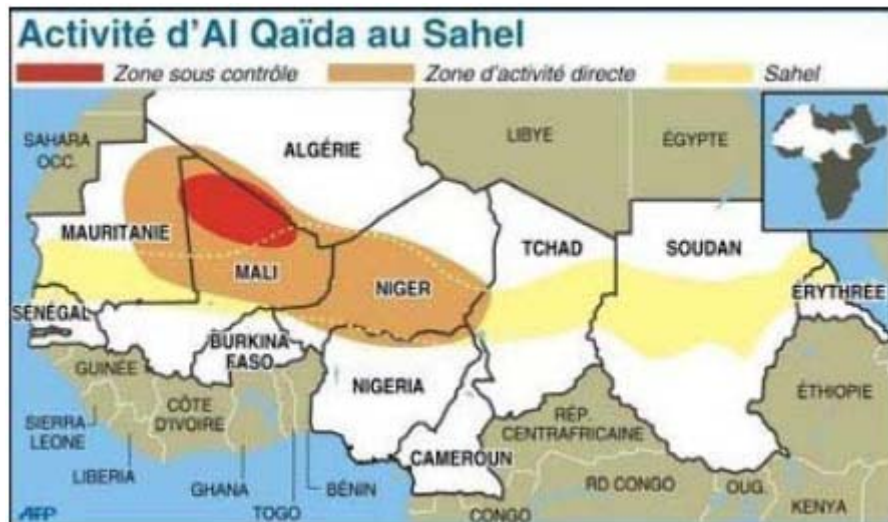 Activité d'Al Qaïda au Sahel
Zone sous contrôle
Zone d'activité directe
Sahel
SAHARA
OCC.
ALGÉRIE
LIBYE
ÉGYPTE
MAURITANIE
MALI
NIGER
TCHAD
SOUDAN
ÉRYTHRÉE
SÉNÉGAL
BURKINA
FASO
GUINÉE
CÔTE
D'IVOIRE
NIGERIA
RÉP.
CENTRAFRICAINE
ÉTHIOPIE
SIERRA
LEONE
LIBERIA
GHANA
TOGO
BÉNIN
CAMEROUN
CONGO
RD CONGO
OUG.
KENYA
AFP